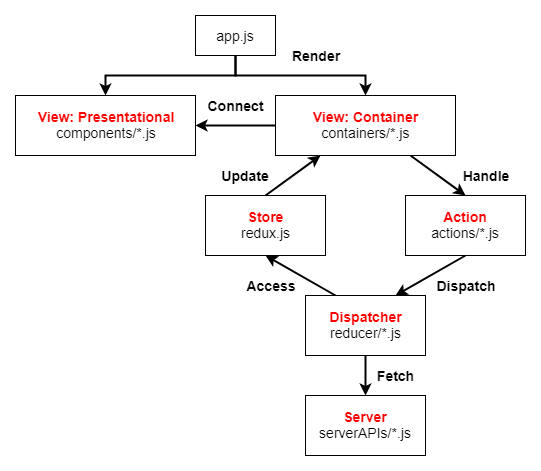 app.js
Render
View: Presentational
components/*.js
Connect
View: Container
containers/*.js
Update
Handle
Store
redux.js
Action
actions/*.js
Access
Dispatch
Dispatcher
reducer/*.js
Fetch
Server
serverAPIs/*.js